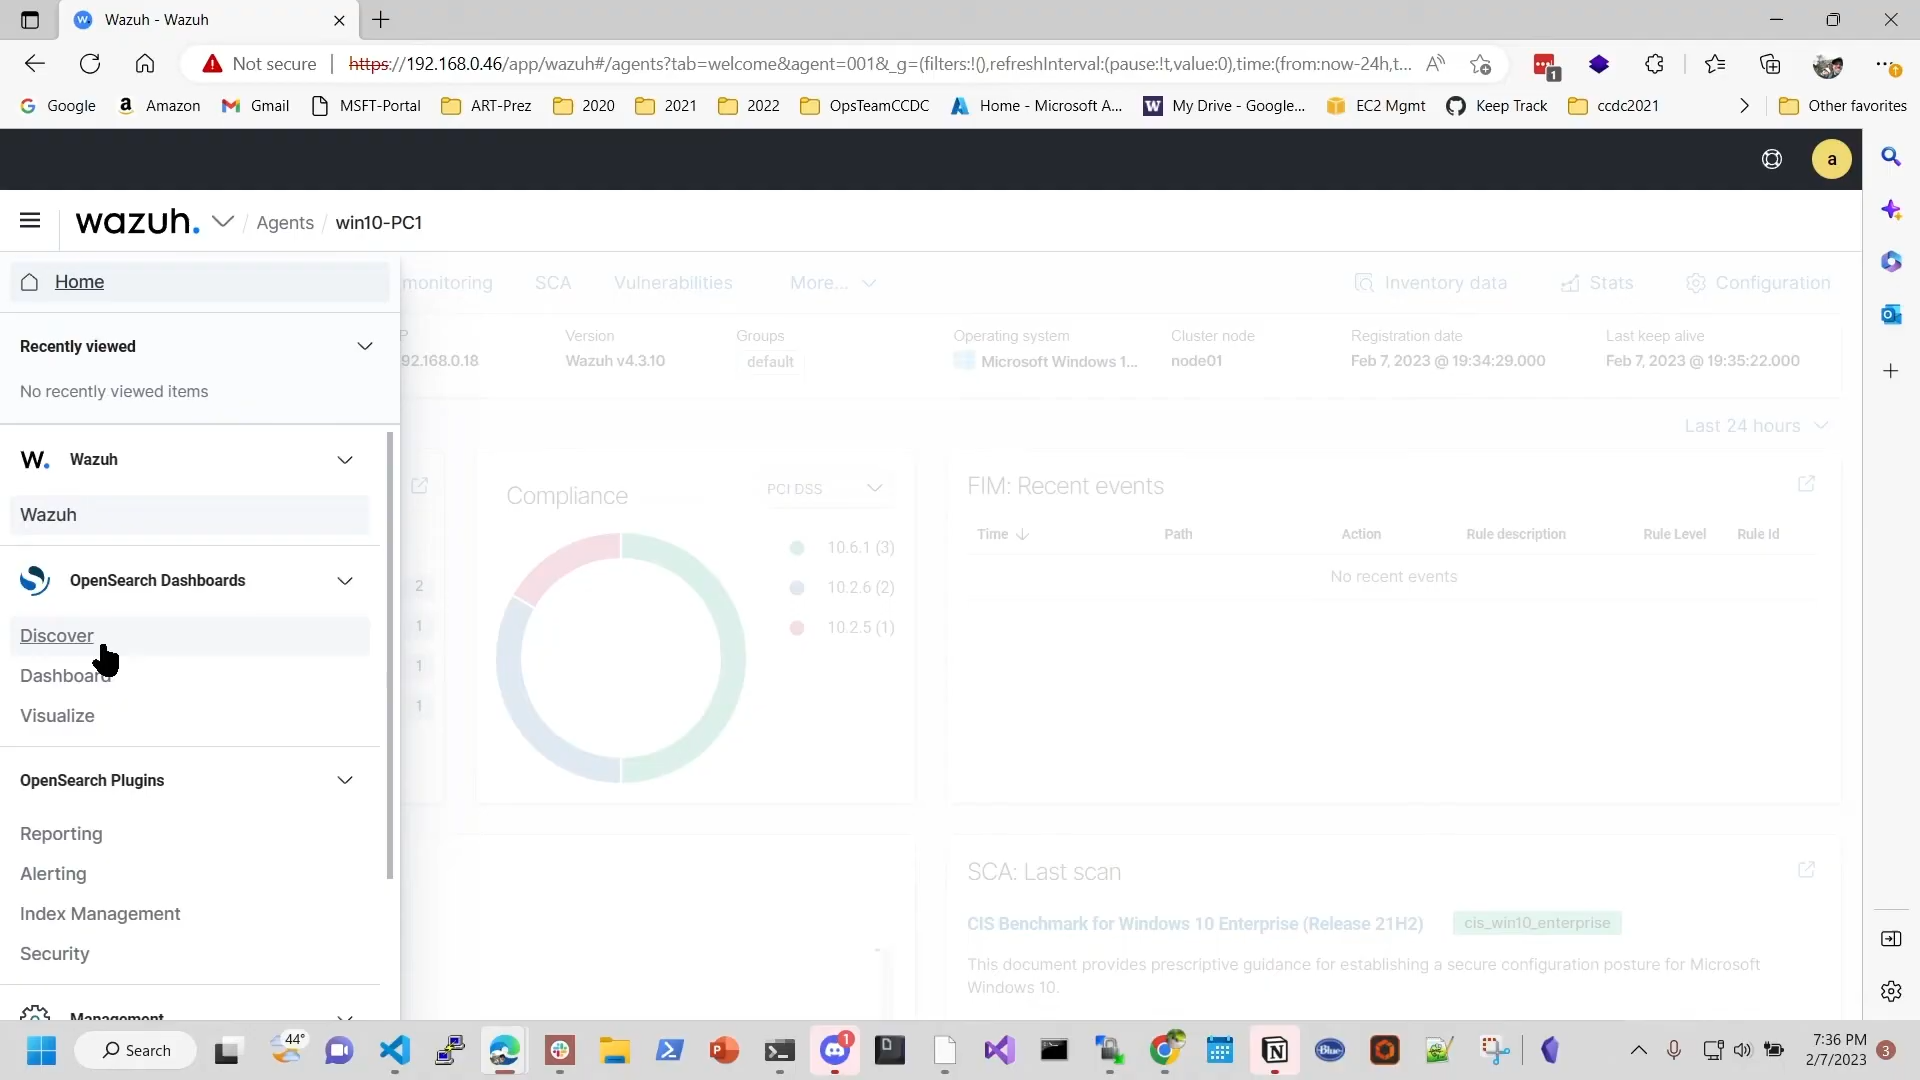 Wazuh - Wazuh
Not secure
https://192.168.0.46/app/wazuh#/agents?tab=welcome&agent=001&_g=(filters:!(),refreshInterval:(pause:!t,value:0),time:(from:now-24h,t...
1
Google
Amazon
Gmail
MSFT-Portal
ART-Prez
2020
2021
2022
OpsTeamCCDC
Home - Microsoft A...
My Drive - Google...
EC2 Mgmt
Keep Track
ccdc2021
Other favorites
a
wazuh.
Agents / win10-PC1
Home
monitoring
SCA
Vulnerabilities
More...
Inventory data
Stats
Configuration
Recently viewed
No recently viewed items
92.168.0.18
Version
Wazuh v4.3.10
Groups
default
Operating system
Microsoft Windows 1...
Cluster node
node01
Registration date
Feb 7, 2023 @ 19:34:29.000
Last keep alive
Feb 7, 2023 @ 19:35:22.000
Last 24 hours
W. Wazuh
Wazuh
OpenSearch Dashboards
Discover
Dashboard
Visualize
OpenSearch Plugins
Reporting
Alerting
Index Management
Security
Management
2
1
1
1
Compliance
PCI DSS
10.6.1 (3)
10.2.6 (2)
10.2.5 (1)
FIM: Recent events
Time
Path
Action
Rule description
Rule Level
Rule Id
No recent events
SCA: Last scan
CIS Benchmark for Windows 10 Enterprise (Release 21H2)
cis_win10_enterprise
This document provides prescriptive guidance for establishing a secure configuration posture for Microsoft
Windows 10.
Search
44°
1
Blue
7:36 PM
2/7/2023
3